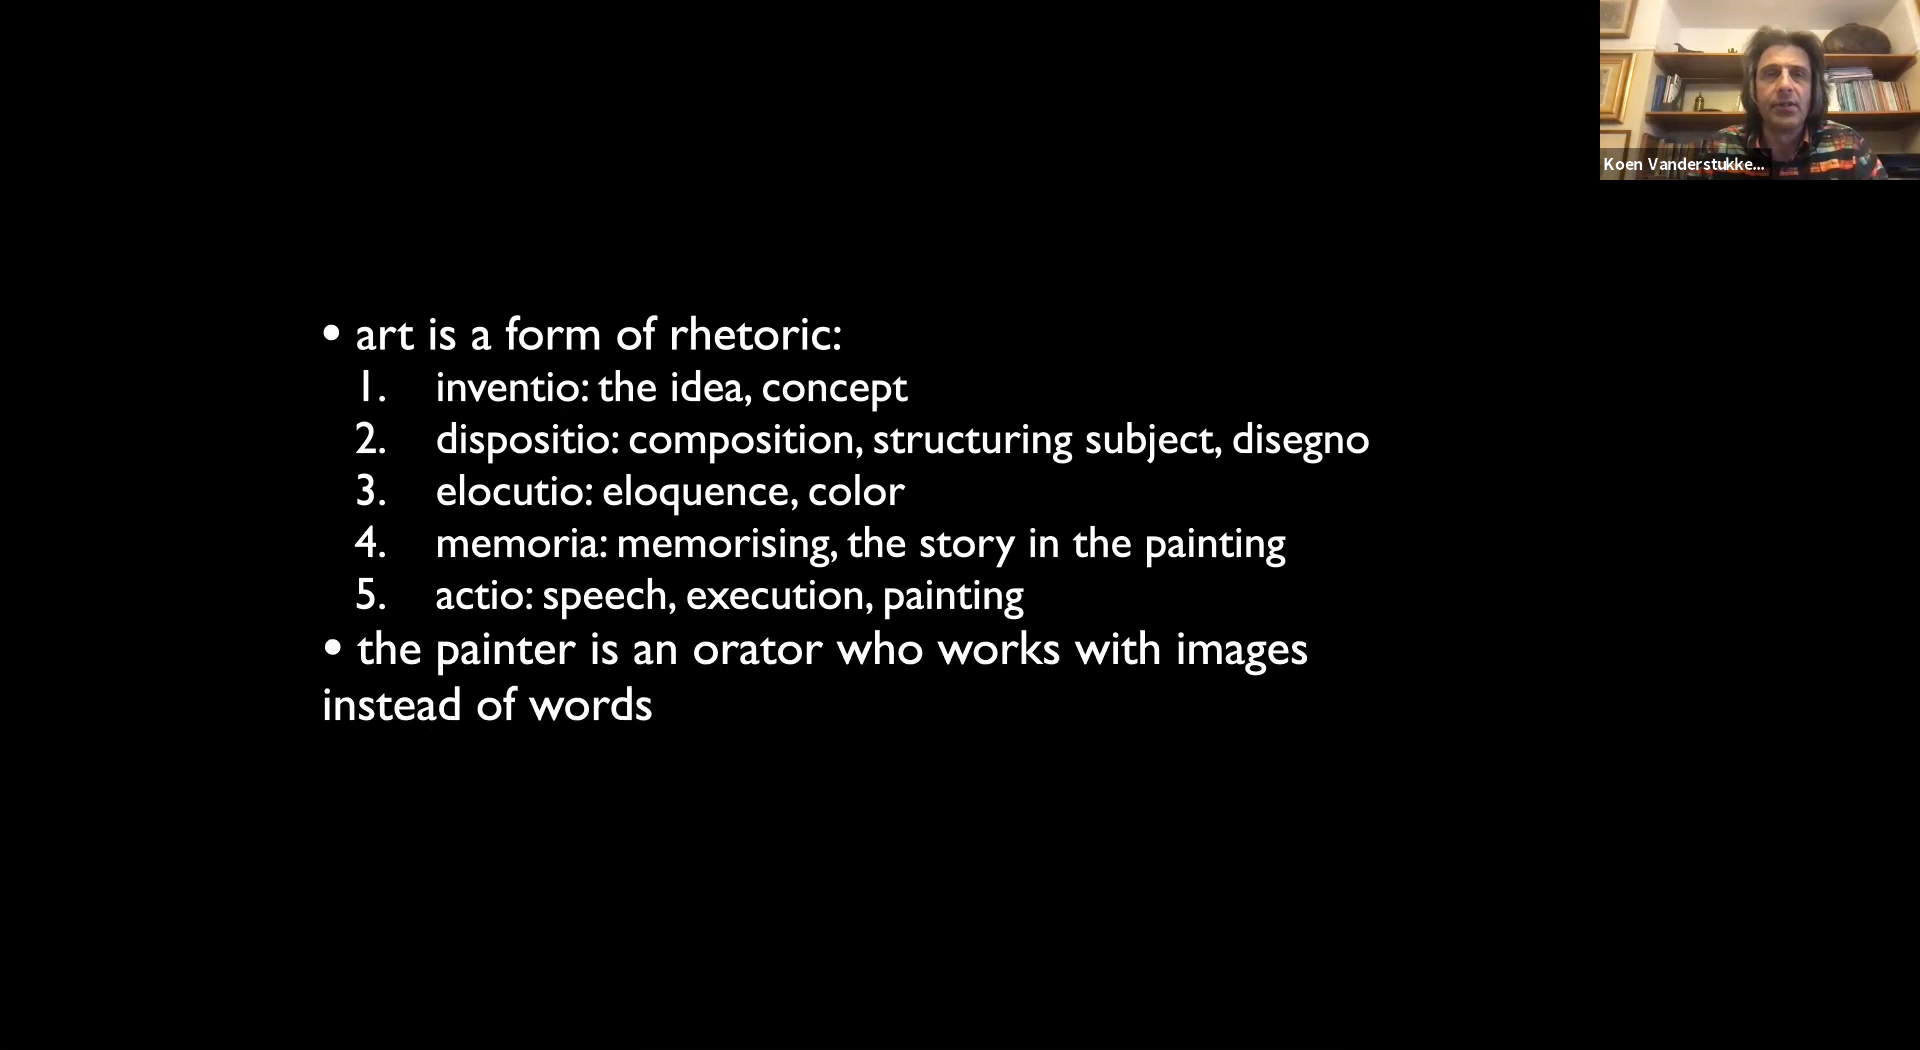 Koen Vanderstukke...
• art is a form of rhetoric:
1. inventio: the idea, concept
2. dispositio: composition, structuring subject, disegno
3. elocutio: eloquence, color
4. memoria: memorising, the story in the painting
5. actio: speech, execution, painting
• the painter is an orator who works with images
instead of words